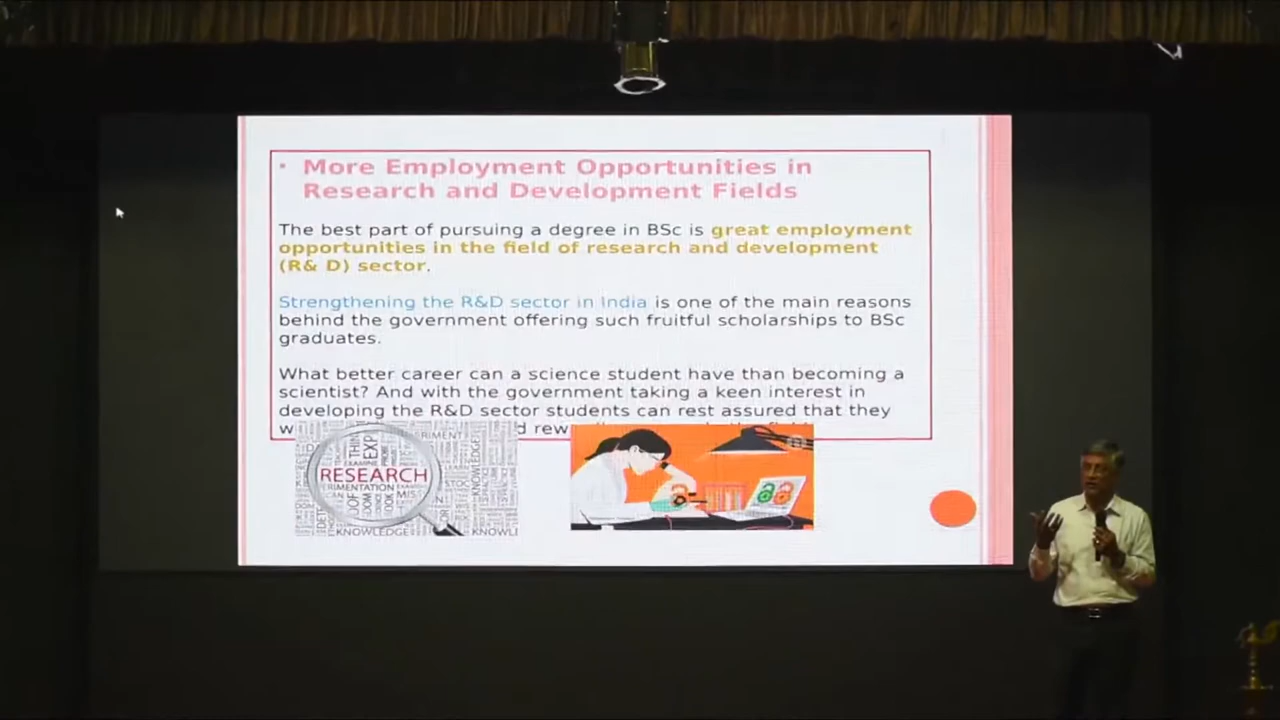 • More Employment Opportunities in
Research and Development Fields
The best part of pursuing a degree in BSc is great employment
opportunities in the field of research and development
(R& D) sector.
Strengthening the R&D sector in India is one of the main reasons
behind the government offering such fruitful scholarships to BSc
graduates.
What better career can a science student have than becoming a
scientist? And with the government taking a keen interest in
developing the R&D sector students can rest assured that they
RESEARCH
KNOWLEDGE